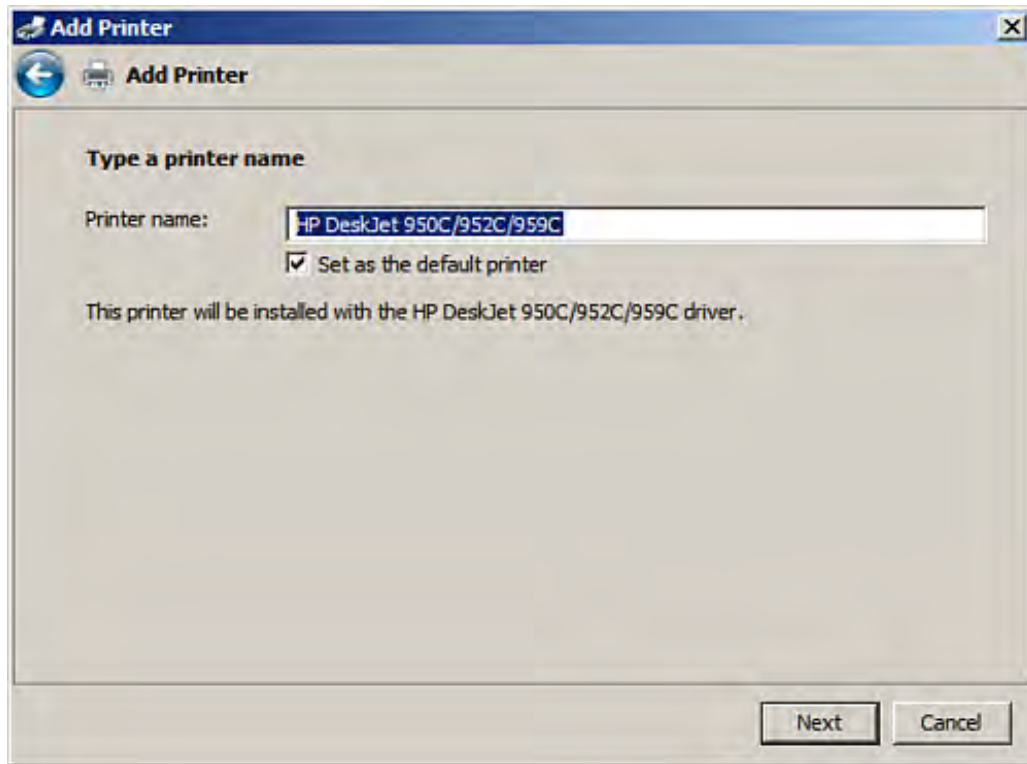 Add Printer
Add Printer
Type a printer name
Printer name: HP DeskJet 950C/952C/959C
Set as the default printer
This printer will be installed with the HP DeskJet 950C/952C/959C driver.
Next Cancel